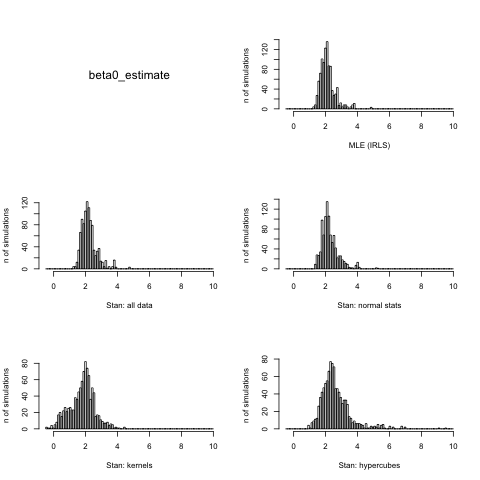 beta0_estimate
n of simulations
0 40 80 120
0 2 4 6 8 10
MLE (IRLS)
n of simulations
0 40 80 120
0 2 4 6 8 10
Stan: all data
n of simulations
0 40 80 120
0 2 4 6 8 10
Stan: normal stats
n of simulations
0 20 40 60 80
0 2 4 6 8 10
Stan: kernels
n of simulations
0 20 40 60 80
0 2 4 6 8 10
Stan: hypercubes